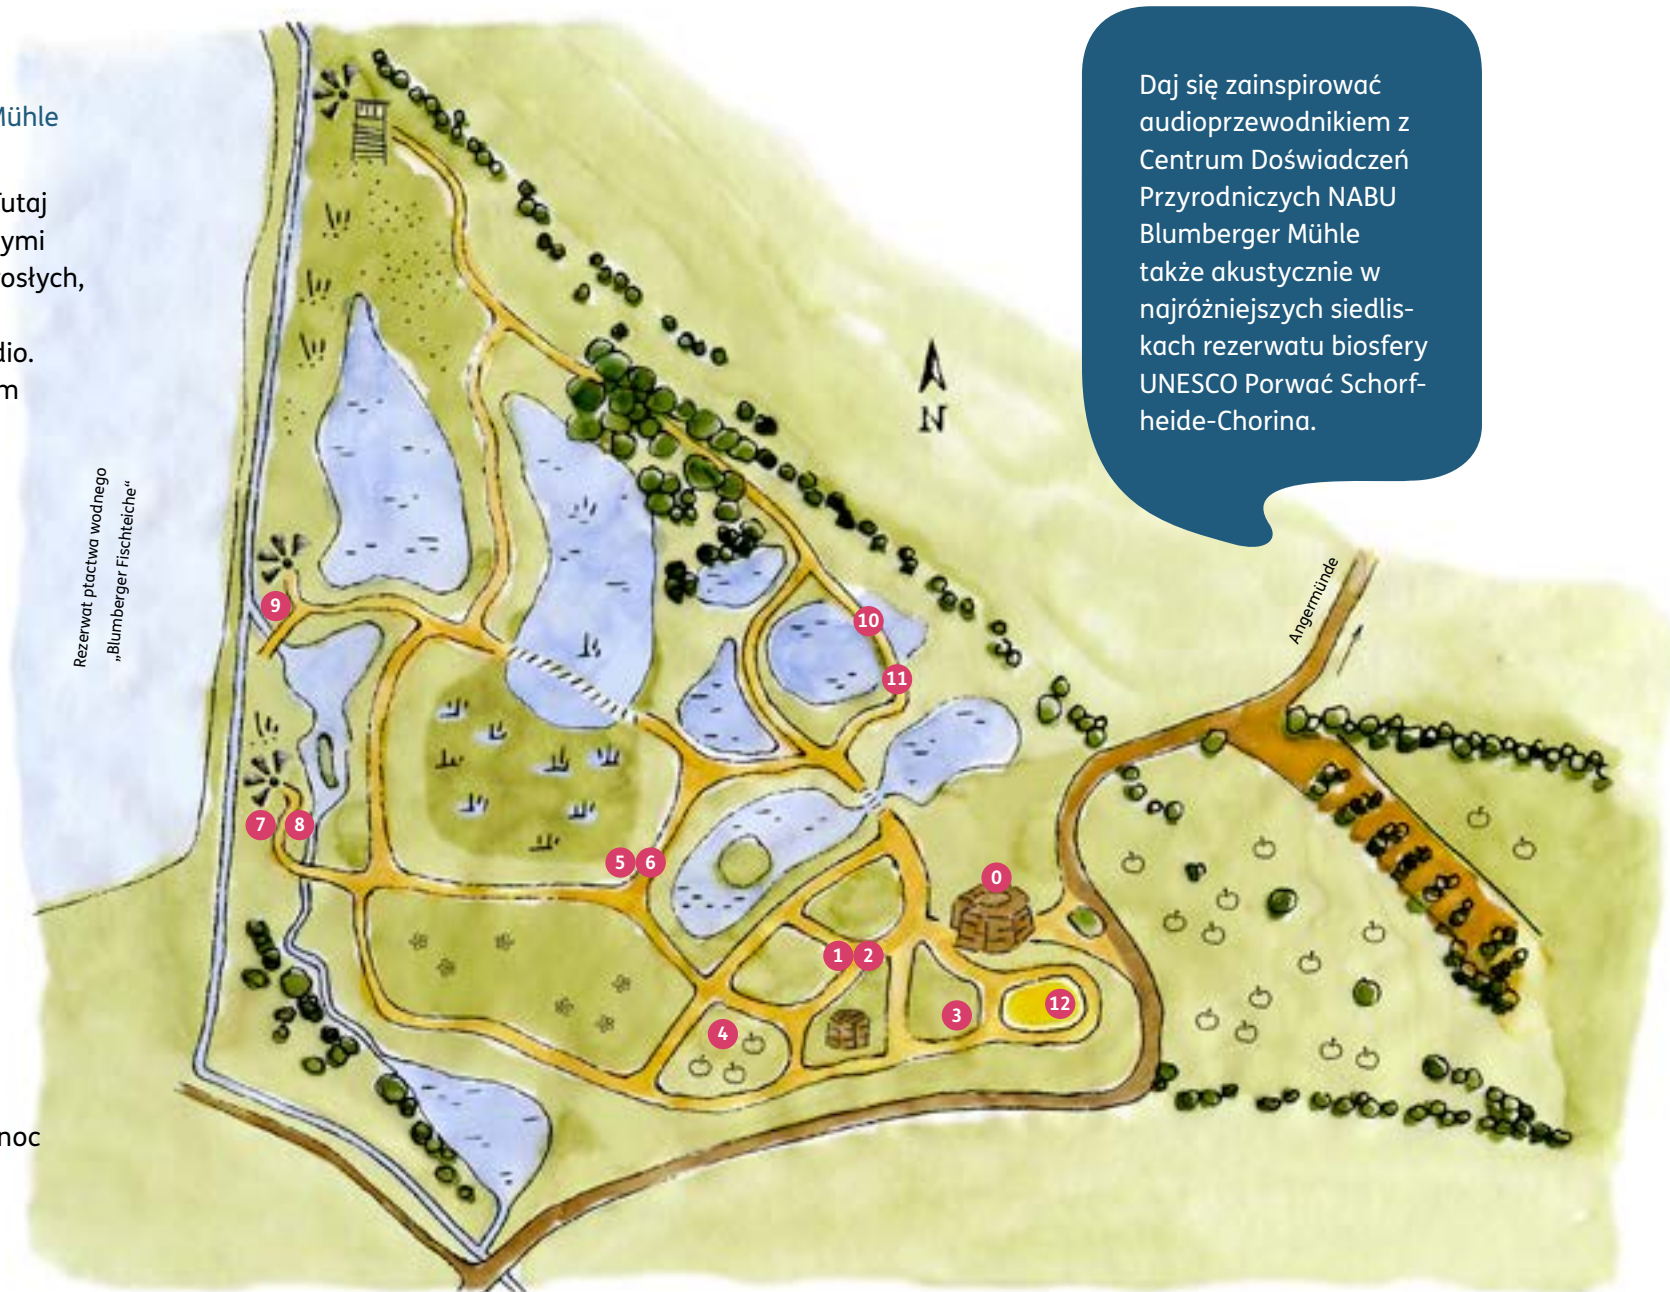 Mühle
Tutaj
ymi
osłych,
dio.
m
noc
Daj się zainspirować
audioprzewodnikiem z
Centrum Doświadczeń
Przyrodniczych NABU
Blumberger Mühle
także akustycznie w
najróżniejszych siedlis-
kach rezerwatu biosfery
UNESCO Porwać Schorf-
heide-Chorina.
N
Rezerwat ptactwa wodnego
„Blumberger Fischteiche“
Angermünde
9
10
11
7 8
5 6
0
1 2
12
3
4